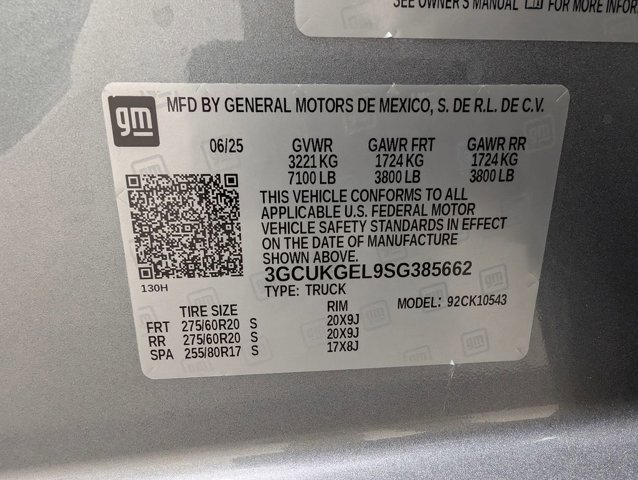 SEE OWNER'S MANUAL FOR MORE INFOR
gm
MFD BY GENERAL MOTORS DE MEXICO, S. DE R.L. DE C.V.
06/25 GVWR GAWR FRT GAWR RR
3221 KG 1724 KG 1724 KG
7100 LB 3800 LB 3800 LB
THIS VEHICLE CONFORMS TO ALL
APPLICABLE U.S. FEDERAL MOTOR
VEHICLE SAFETY STANDARDS IN EFFECT
ON THE DATE OF MANUFACTURE
SHOWN ABOVE.
3GCUKGEL9SG385662
130H
TYPE: TRUCK
MODEL: 92CK10543
TIRE SIZE RIM
FRT 275/60R20 S 20X9J
RR 275/60R20 S 20X9J
SPA 255/80R17 S 17X8J